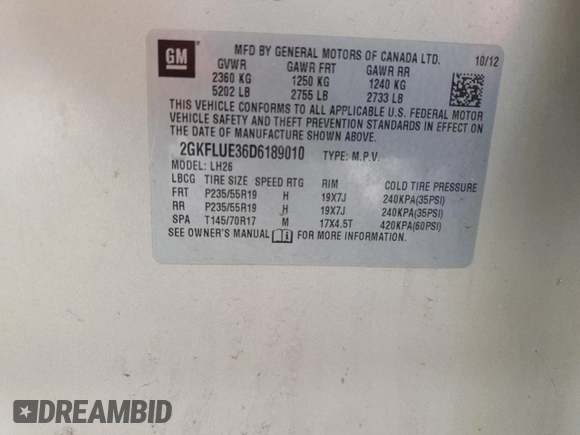 GM
MFD BY GENERAL MOTORS OF CANADA LTD. 10/12
GVWR GAWR FRT GAWR RR
2360 KG 1250 KG 1240 KG
5202 LB 2755 LB 2733 LB
THIS VEHICLE CONFORMS TO ALL APPLICABLE U.S. FEDERAL MOTOR
VEHICLE SAFETY AND THEFT PREVENTION STANDARDS IN EFFECT ON
THE DATE OF MANUFACTURE SHOWN ABOVE.
2GKFLUE36D6189010 TYPE: M.P.V.
MODEL: LH26
LBCG TIRE SIZE SPEED RTG RIM COLD TIRE PRESSURE
FRT P235/55R19 H 19X7J 240KPA(35PSI)
RR P235/55R19 H 19X7J 240KPA(35PSI)
SPA T145/70R17 M 17X4.5T 420KPA(60PSI)
SEE OWNER'S MANUAL FOR MORE INFORMATION.
DREAMBID